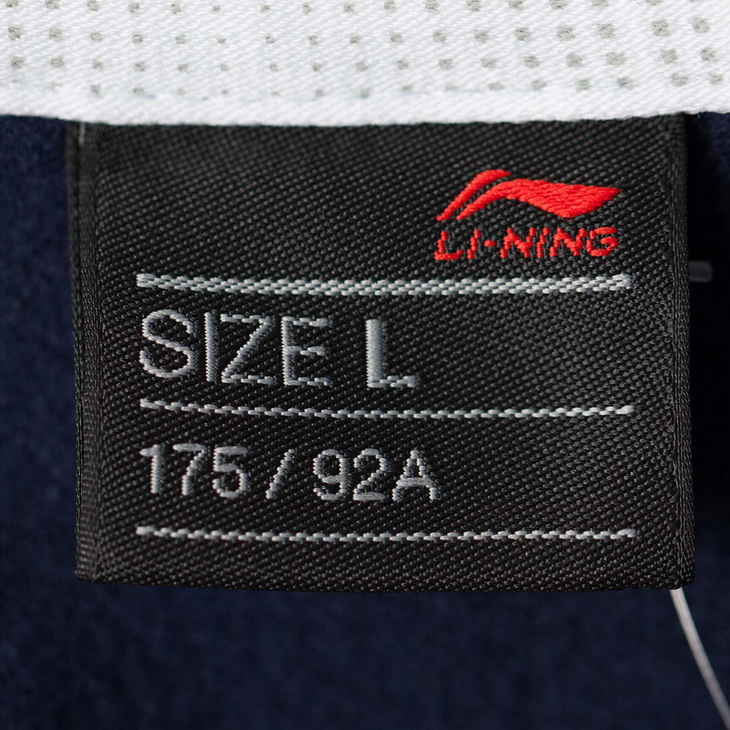 LI-NING
SIZE L
175 / 92A